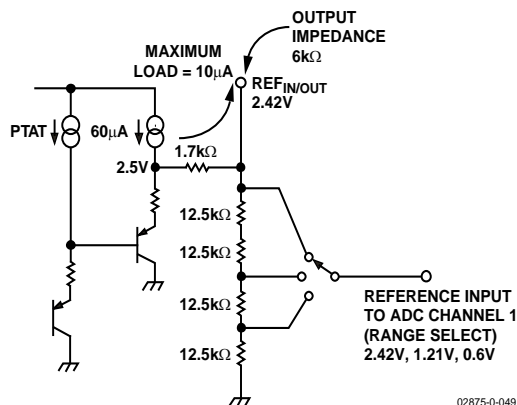 OUTPUT
IMPEDANCE
6kΩ
MAXIMUM
LOAD = 10μA
REFIN/OUT
2.42V
PTAT
60μA
1.7kΩ
2.5V
12.5kΩ
12.5kΩ
12.5kΩ
12.5kΩ
REFERENCE INPUT
TO ADC CHANNEL 1
(RANGE SELECT)
2.42V, 1.21V, 0.6V
02875-0-049